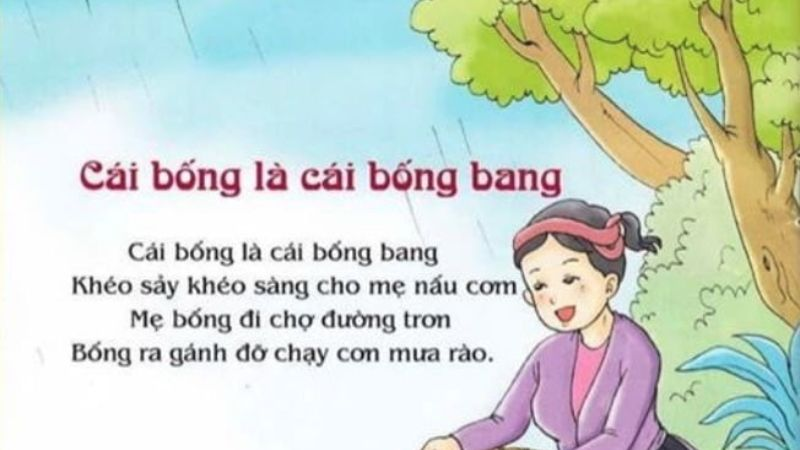 Cái bống là cái bống bang
Cái bống là cái bống bang
Khéo sảy khéo sàng cho mẹ nấu cơm
Mẹ bống đi chợ đường trơn
Bống ra gánh đỡ chạy cơn mưa rào.